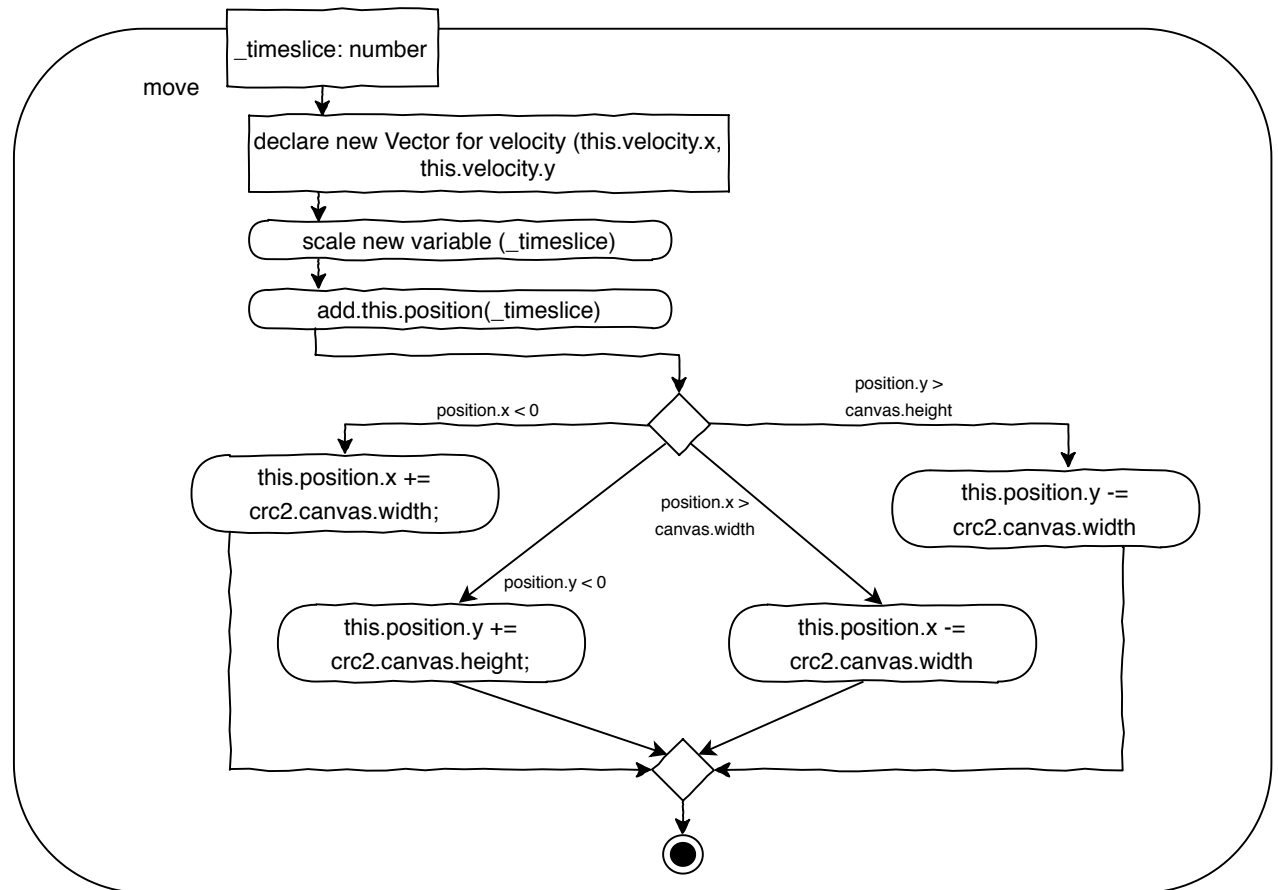 _timeslice: number
move
declare new Vector for velocity (this.velocity.x,
this.velocity.y
scale new variable (_timeslice)
add.this.position(_timeslice)
position.x < 0
position.y >
canvas.height
this.position.x +=
crc2.canvas.width;
position.x >
canvas.width
this.position.y -=
crc2.canvas.width
position.y < 0
this.position.y +=
crc2.canvas.height;
this.position.x -=
crc2.canvas.width